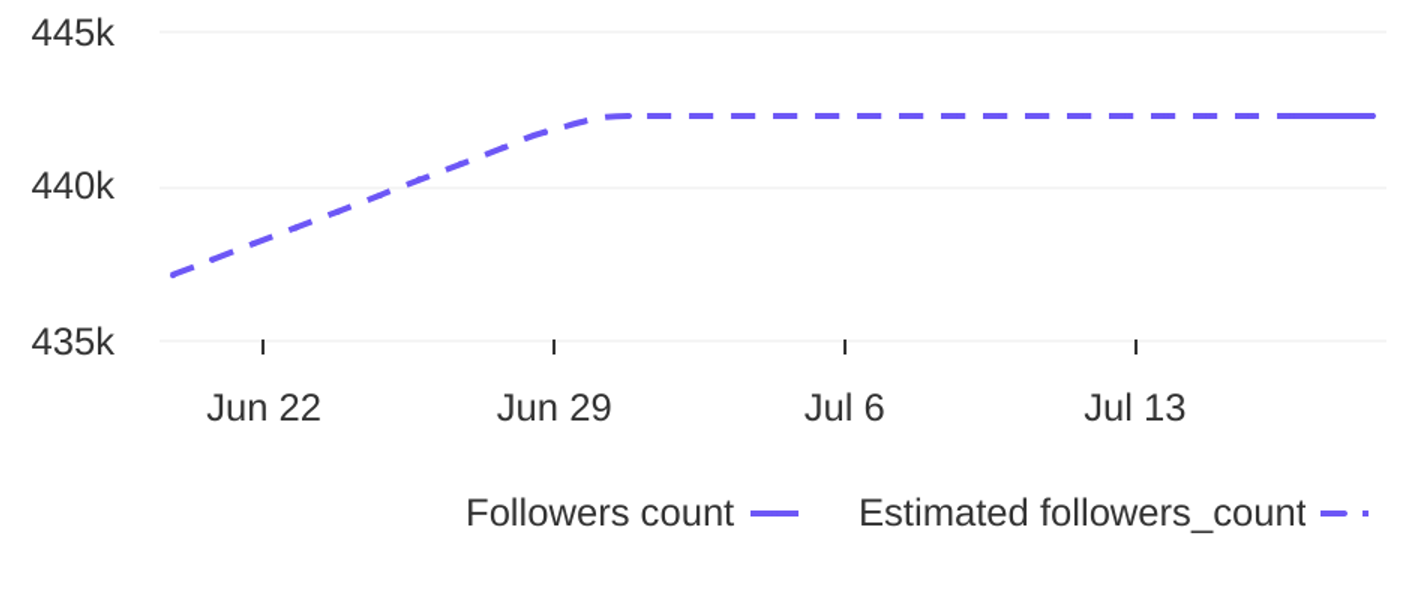 445k
440k
435k
Jun 22 Jun 29 Jul 6 Jul 13
Followers count Estimated followers_count